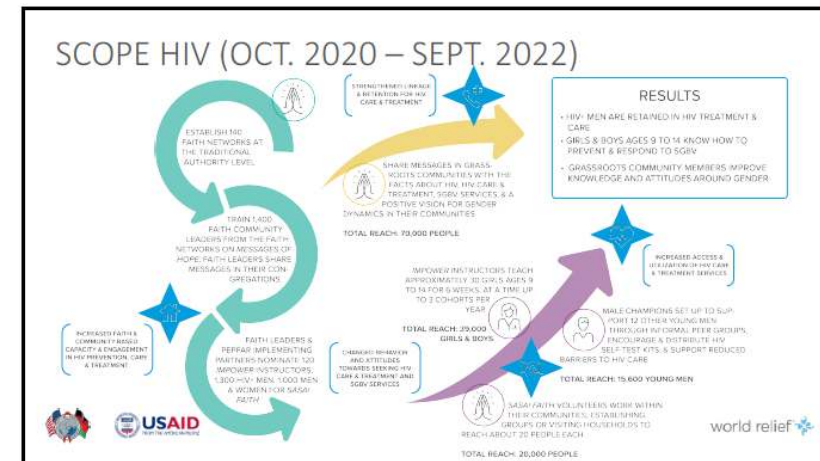 SCOPE HIV (OCT. 2020 – SEPT. 2022)
ESTABLISH 140
FAITH NETWORKS AT
THE TRADITIONAL
AUTHORITY LEVEL
TRAIN 1,400
FAITH COMMUNITY
LEADERS FROM THE FAITH
NETWORKS ON MESSAGES OF
HOPE; FAITH LEADERS SHARE
MESSAGES IN THEIR CON-
GREGATIONS
INCREASED FAITH &
COMMUNITY-BASED
CAPACITY & ENGAGEMENT
IN HIV PREVENTION, CARE
& TREATMENT
FAITH LEADERS &
PEPFAR IMPLEMENTING
PARTNERS NOMINATE 120
IMPOWER INSTRUCTORS,
1,300 HIV+ MEN, 1,000 MEN
& WOMEN FOR SASA!
FAITH
STRENGTHENED LINKAGE
& RETENTION FOR HIV
CARE & TREATMENT
SHARE MESSAGES IN GRASS-
ROOTS COMMUNITIES WITH THE
FACTS ABOUT HIV, HIV CARE &
TREATMENT, SGBV SERVICES, & A
POSITIVE VISION FOR GENDER
DYNAMICS IN THEIR COMMUNITIES
TOTAL REACH: 70,000 PEOPLE
RESULTS
• HIV+ MEN ARE RETAINED IN HIV TREATMENT &
CARE
• GIRLS & BOYS AGES 9 TO 14 KNOW HOW TO
PREVENT & RESPOND TO SGBV
• GRASSROOTS COMMUNITY MEMBERS IMPROVE
KNOWLEDGE AND ATTITUDES AROUND GENDER
IMPOWER INSTRUCTORS TEACH
APPROXIMATELY 30 GIRLS AGES 9
TO 14 FOR 6 WEEKS, AT A TIME UP
TO 3 COHORTS PER
YEAR
TOTAL REACH: 39,000
GIRLS & BOYS
INCREASED ACCESS &
UTILIZATION OF HIV CARE
& TREATMENT SERVICES
MALE CHAMPIONS SET UP TO SUP-
PORT 12 OTHER YOUNG MEN
THROUGH INFORMAL PEER GROUPS,
ENCOURAGE & DISTRIBUTE HIV
SELF-TEST KITS, & SUPPORT REDUCED
BARRIERS TO HIV CARE
TOTAL REACH: 15,600 YOUNG MEN
CHANGED BEHAVIOR
AND ATTITUDES
TOWARDS SEEKING HIV
CARE & TREATMENT AND
SGBV SERVICES
SASA! FAITH VOLUNTEERS WORK WITHIN
THEIR COMMUNITIES; ESTABLISHING
GROUPS OR VISITING HOUSEHOLDS TO
REACH ABOUT 20 PEOPLE EACH
TOTAL REACH: 20,000 PEOPLE
USAID
FROM THE AMERICAN PEOPLE
world relief